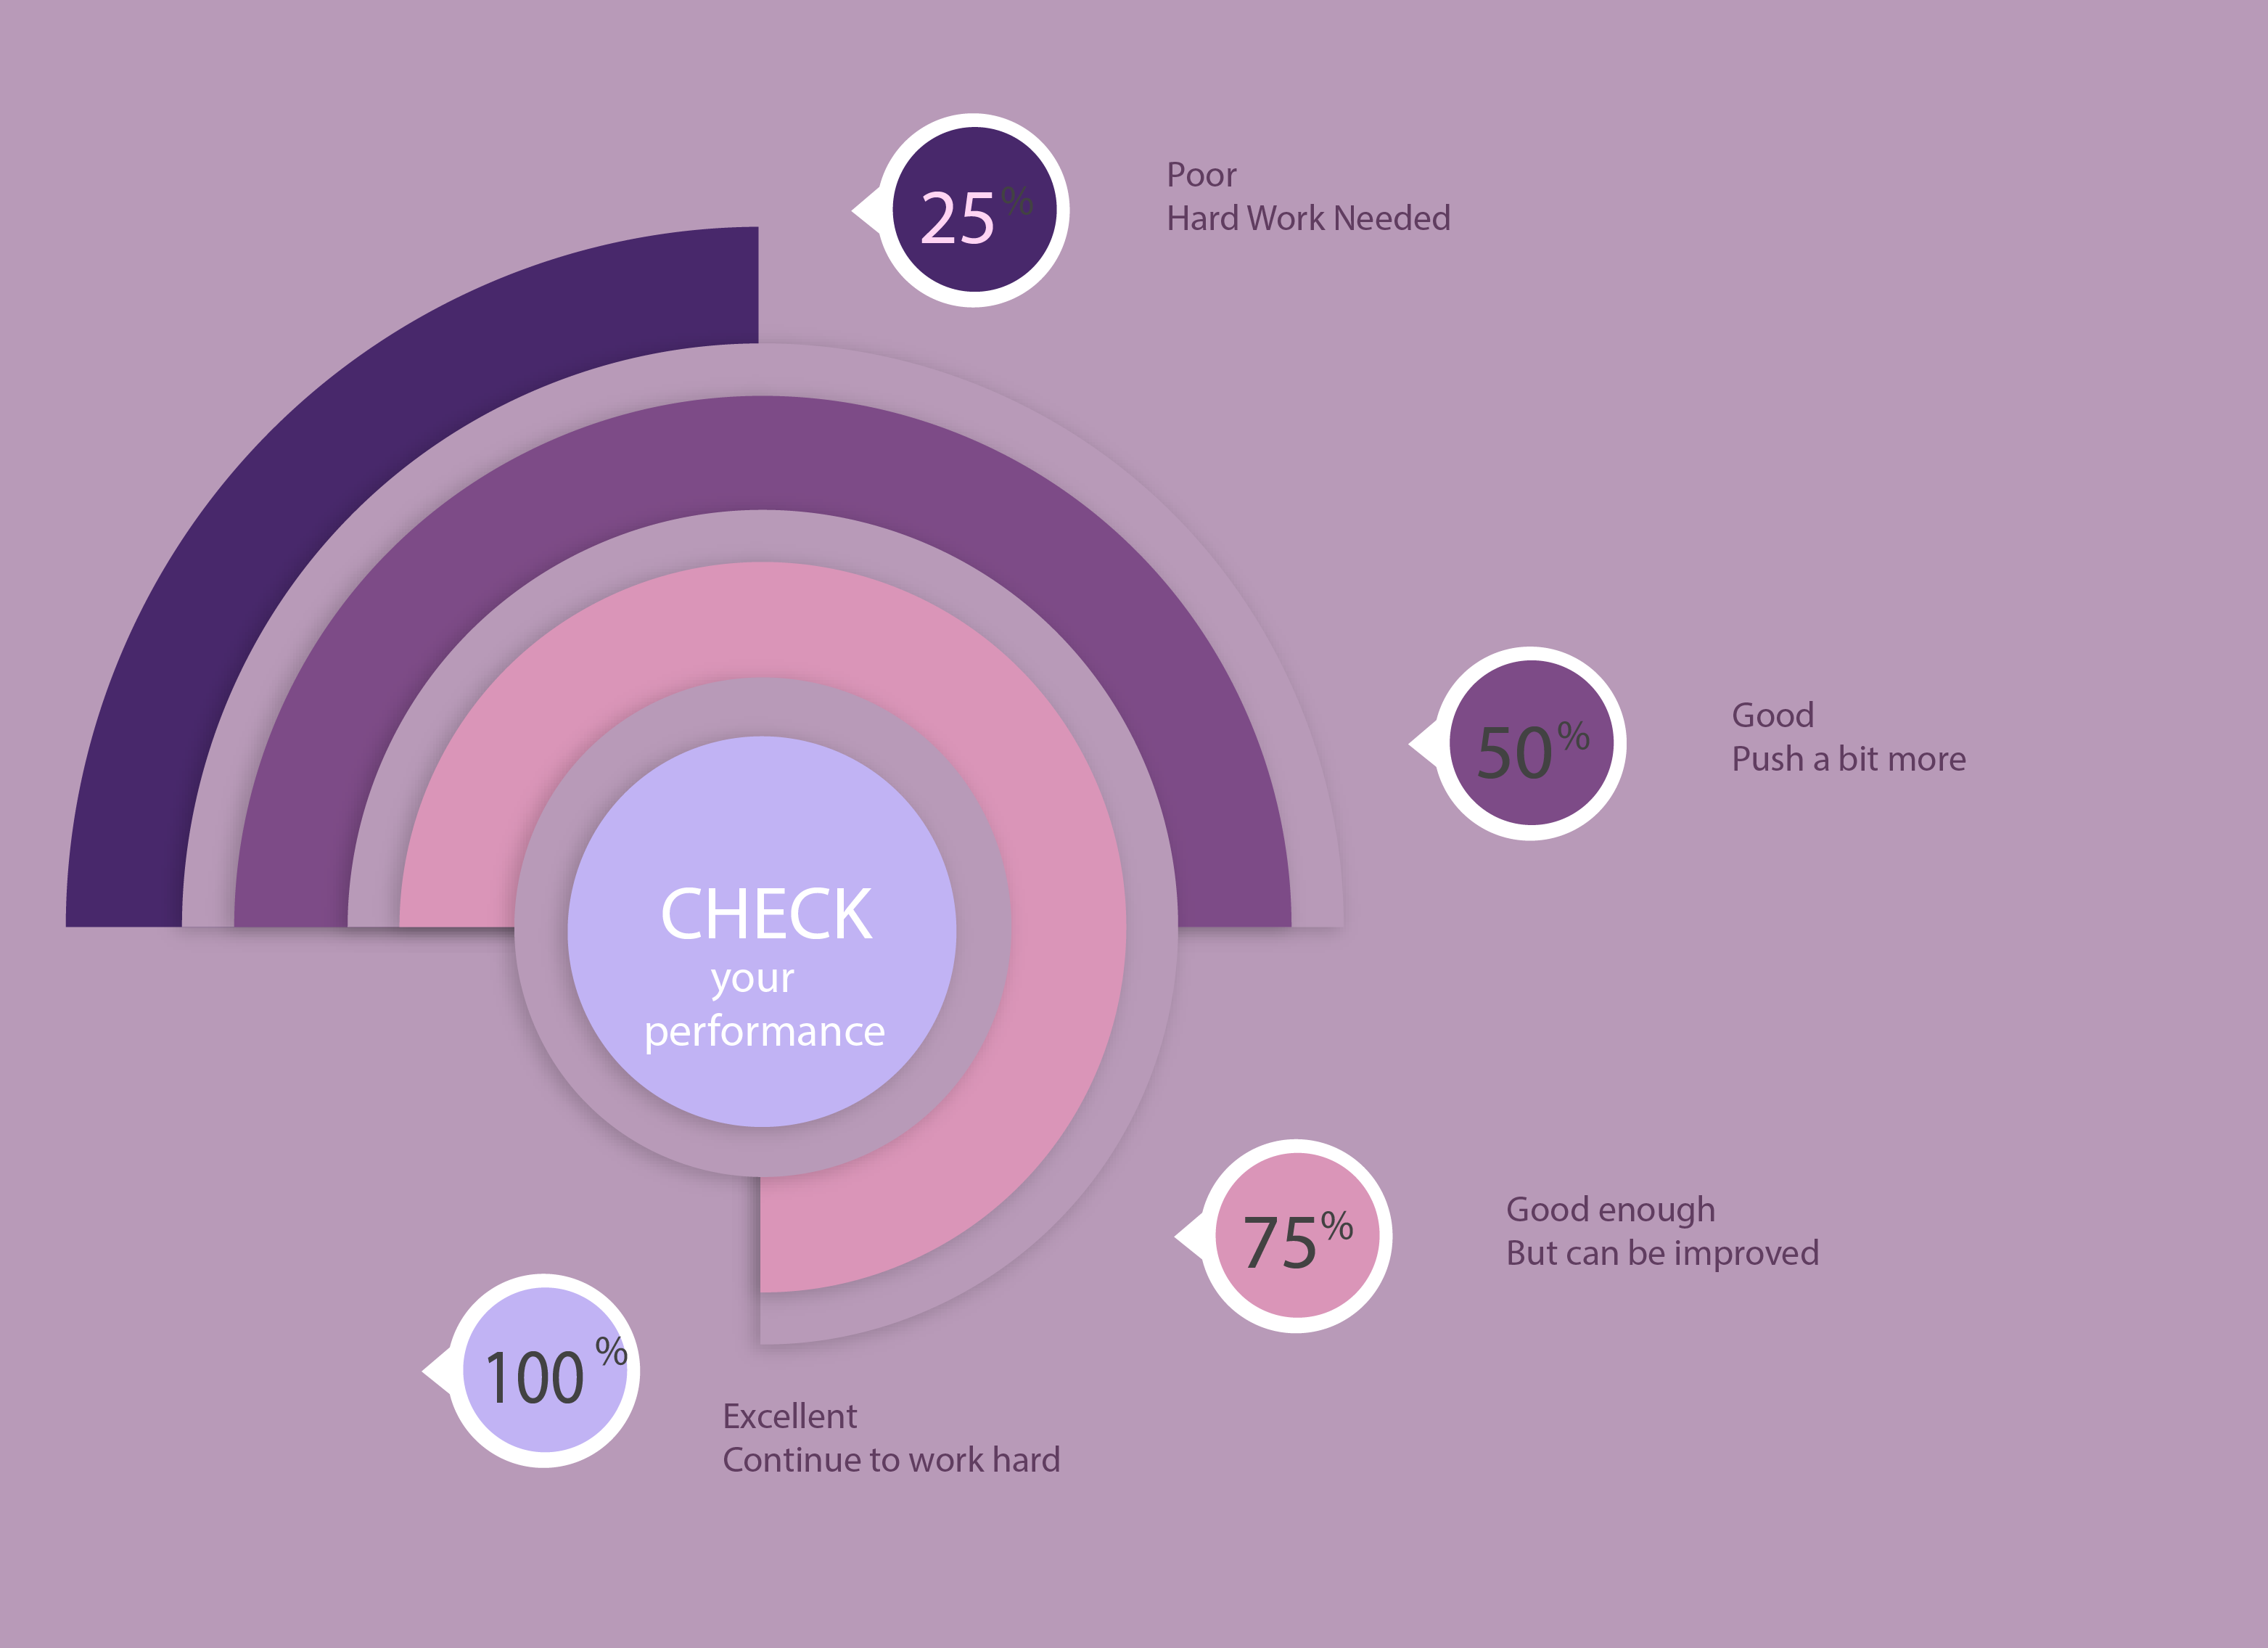 25%
Poor
Hard Work Needed
50%
Good
Push a bit more
CHECK
your
performance
75%
Good enough
But can be improved
100 %
Excellent
Continue to work hard